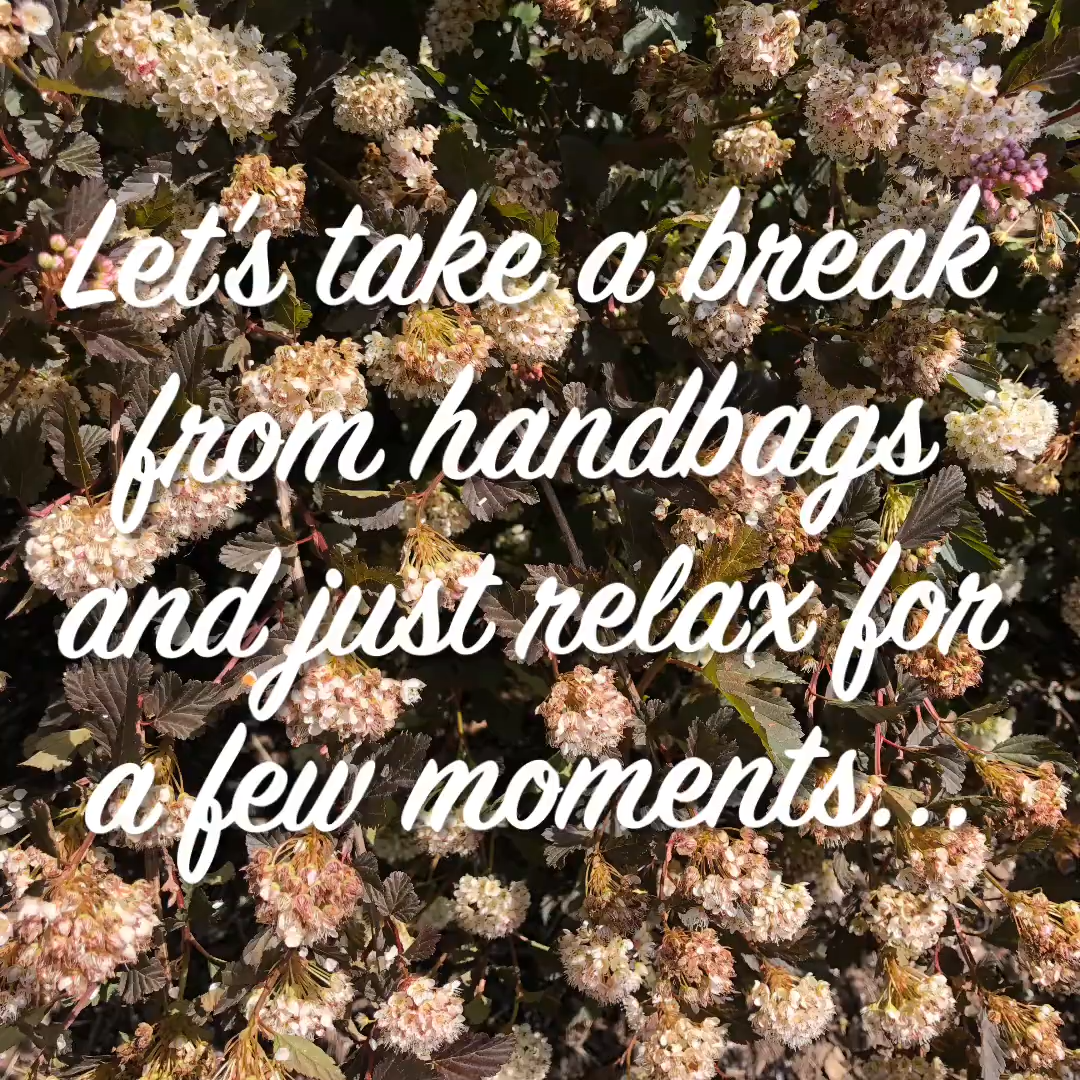 Let's take a break
from handbags
and just relax for
a few moments...